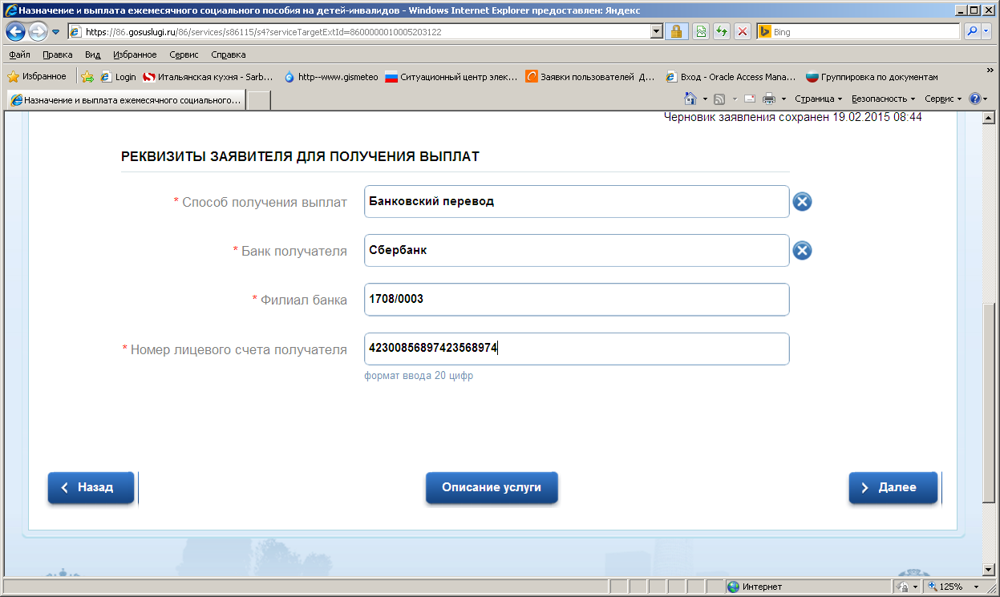 Назначение и выплата ежемесячного социального пособия на детей-инвалидов - Windows Internet Explorer предоставлен: Яндекс
https://86.gosuslugi.ru/86/services/s86115/s4?serviceTargetExtId=8600000010005203122
Bing
Файл Правка Вид Избранное Сервис Справка
Избранное Login Итальянская кухня - Sarb... http--www.gismeteo Ситуационный центр элек... Заявки пользователей Д... Вход - Oracle Access Mana... Группировка по документам
Назначение и выплата ежемесячного социального... Страница Безопасность Сервис
Черновик заявления сохранен 19.02.2015 08:44
РЕКВИЗИТЫ ЗАЯВИТЕЛЯ ДЛЯ ПОЛУЧЕНИЯ ВЫПЛАТ
* Способ получения выплат Банковский перевод
* Банк получателя Сбербанк
* Филиал банка 1708/0003
* Номер лицевого счета получателя 42300856897423568974
формат ввода 20 цифр
Назад Описание услуги Далее
Интернет 125%